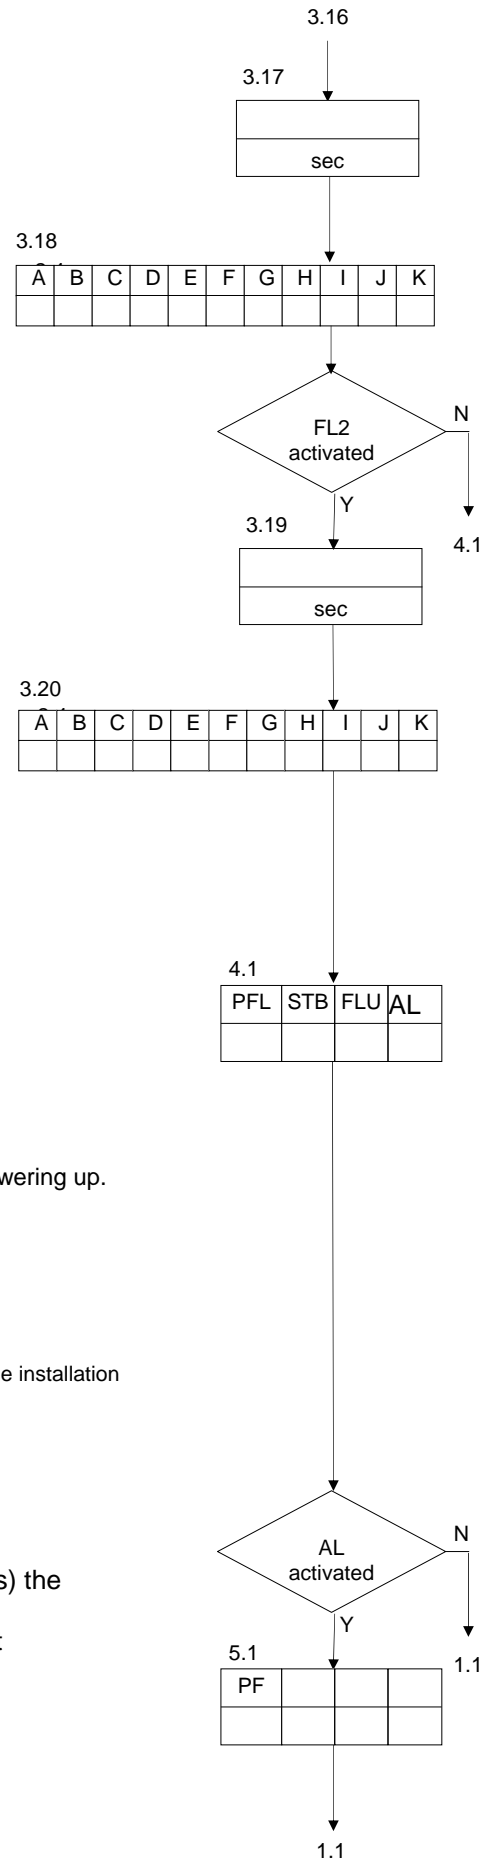 3.16
3.17
sec
3.18
A B C D E F G H I J K
FL2
activated
N
Y
4.1
3.19
sec
3.20
A B C D E F G H I J K
4.1
PFL STB FLU AL
wering up.
e installation
AL
activated
N
s) the
Y
t
1.1
5.1
PF
1.1